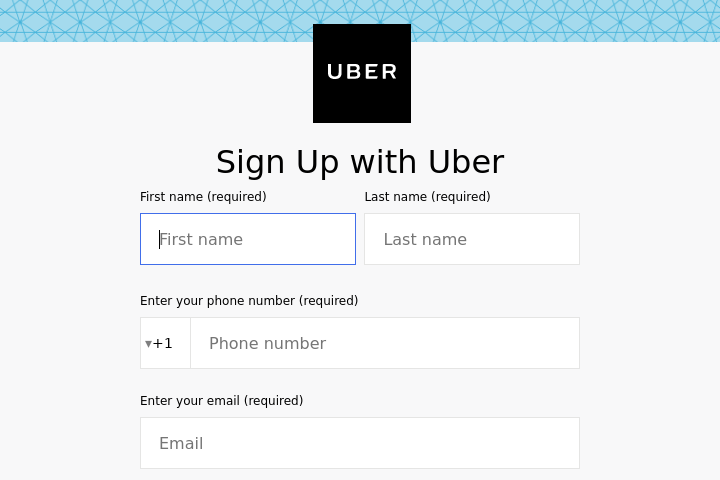 UBER
Sign Up with Uber
First name (required) Last name (required)
First name Last name
Enter your phone number (required)
+1 Phone number
Enter your email (required)
Email